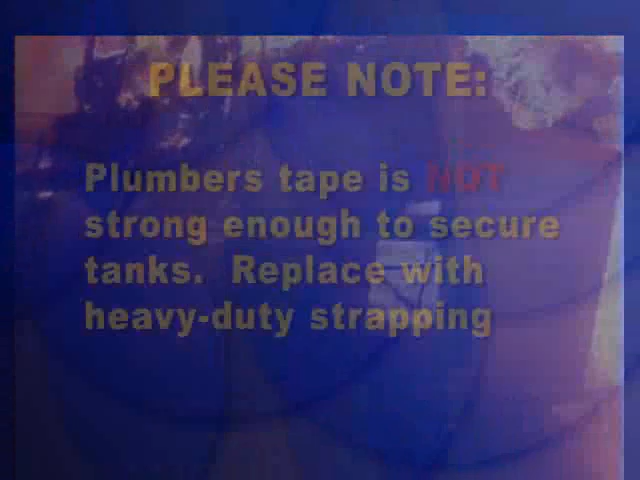 PLEASE NOTE:
Plumbers tape is NOT
strong enough to secure
tanks. Replace with
heavy-duty strapping